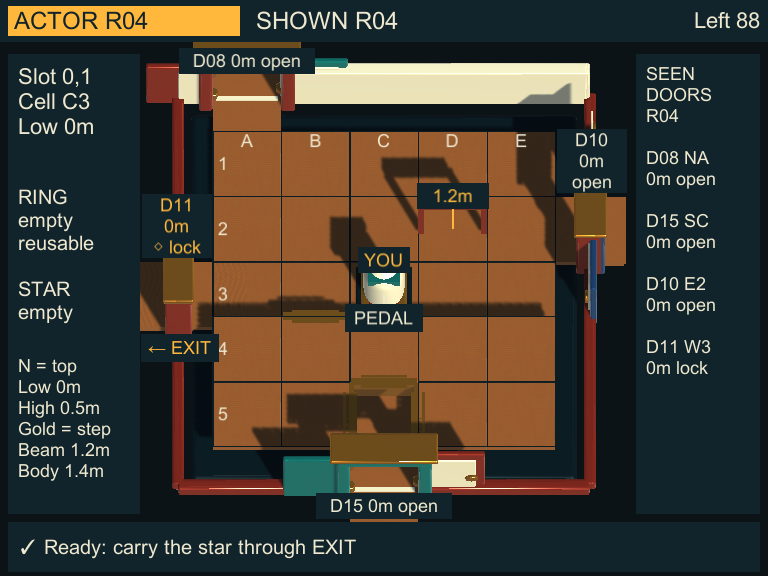 ACTOR R04
SHOWN R04
Left 88
Slot 0,1
Cell C3
Low 0m
RING
empty
reusable
STAR
empty
N = top
Low 0m
High 0.5m
Gold = step
Beam 1.2m
Body 1.4m
D08 0m open
A B C D E
1
2
3
4
5
D10
0m
open
1.2m
D11
0m
◇ lock
YOU
PEDAL
← EXIT
D15 0m open
SEEN
DOORS
R04
D08 NA
0m open
D15 SC
0m open
D10 E2
0m open
D11 W3
0m lock
✓ Ready: carry the star through EXIT